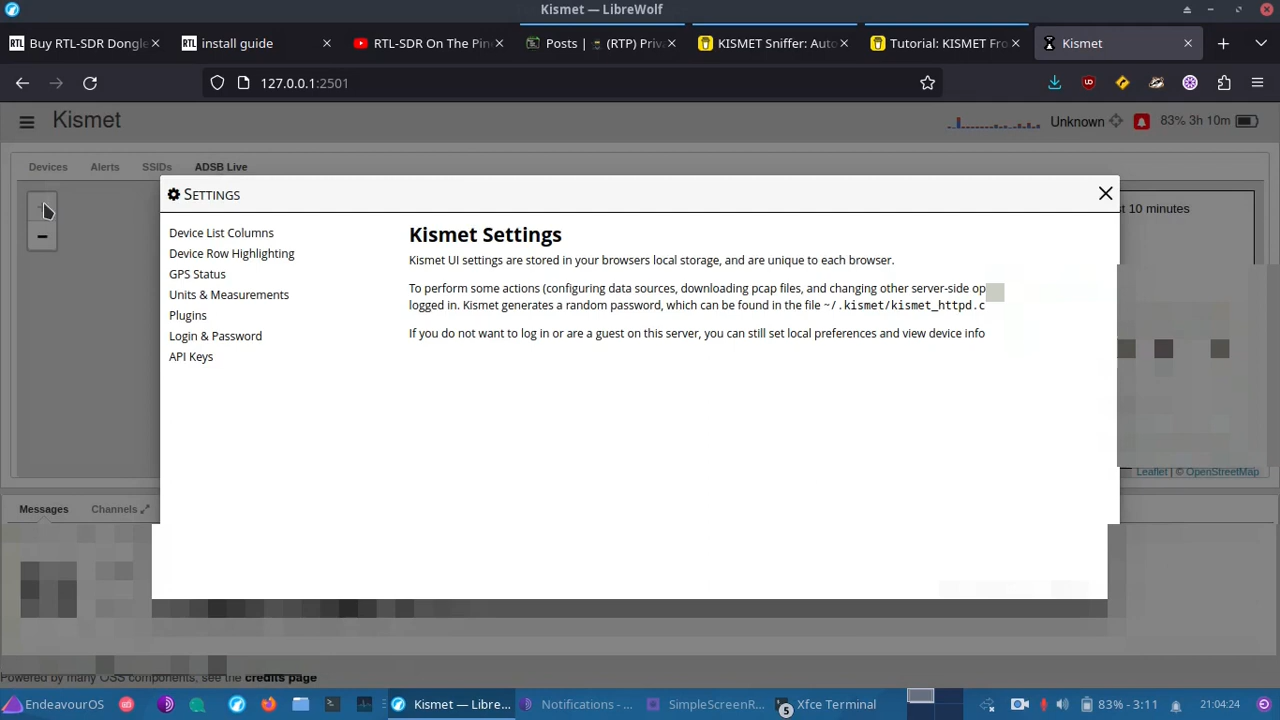 Kismet — LibreWolf
Buy RTL-SDR Dongle
install guide
RTL-SDR On The Pine
Posts | (RTP) Priva
KISMET Sniffer: Auto
Tutorial: KISMET Fro
Kismet
127.0.0.1:2501
Kismet
Unknown
83% 3h 10m
Devices
Alerts
SSIDs
ADSB Live
SETTINGS
st 10 minutes
Device List Columns
Device Row Highlighting
GPS Status
Units & Measurements
Plugins
Login & Password
API Keys
Kismet Settings
Kismet UI settings are stored in your browsers local storage, and are unique to each browser.
To perform some actions (configuring data sources, downloading pcap files, and changing other server-side op
logged in. Kismet generates a random password, which can be found in the file ~/.kismet/kismet_httpd.c
If you do not want to log in or are a guest on this server, you can still set local preferences and view device info
Leaflet | © OpenStreetMap
Messages
Channels
Powered by many OSS components, see the credits page
EndeavourOS
Kismet — Libre...
Notifications - ...
SimpleScreenR...
5
Xfce Terminal
83% - 3:11
21:04:24